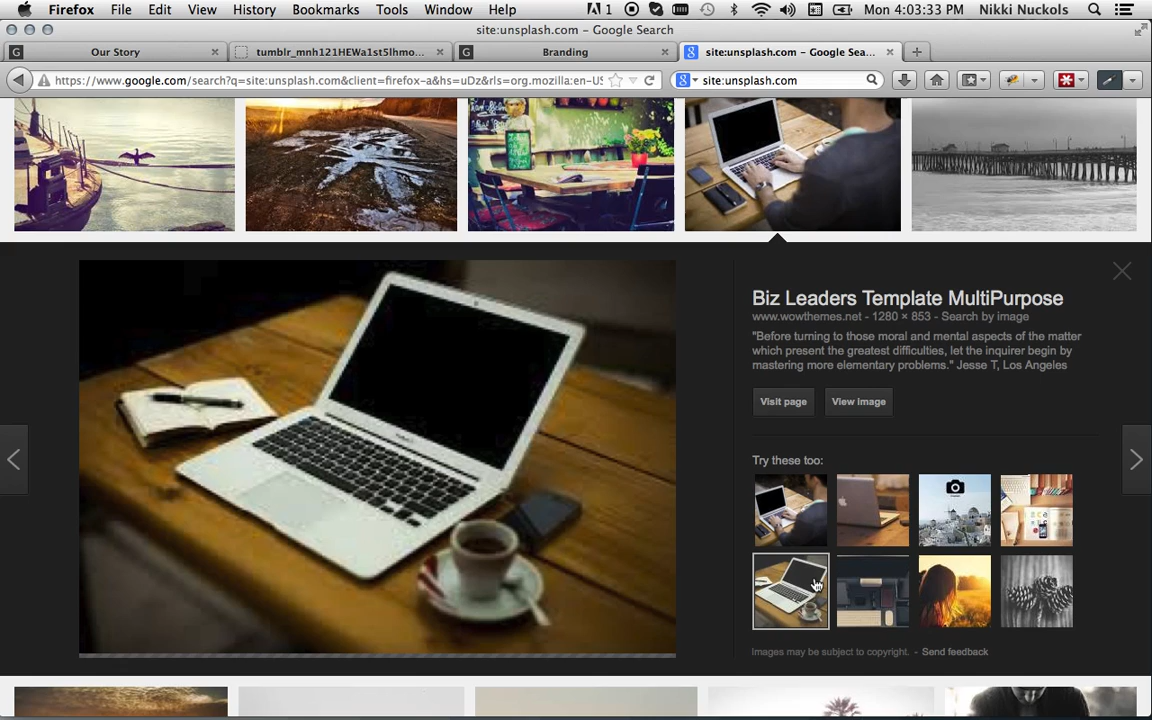 Firefox File Edit View History Bookmarks Tools Window Help 1 Mon 4:03:33 PM Nikki Nuckols
site:unsplash.com - Google Search
Our Story
tumblr_mnh121HEWa1st5lhmo...
Branding
site:unsplash.com - Google Sea...
https://www.google.com/search?q=site:unsplash.com&client=firefox-a&hs=uDz&rls=org.mozilla:en-US
site:unsplash.com
Biz Leaders Template MultiPurpose
www.wowthemes.net - 1280 × 853 - Search by image
"Before turning to those moral and mental aspects of the matter
which present the greatest difficulties, let the inquirer begin by
mastering more elementary problems." Jesse T, Los Angeles
Visit page
View image
Try these too:
Images may be subject to copyright. - Send feedback